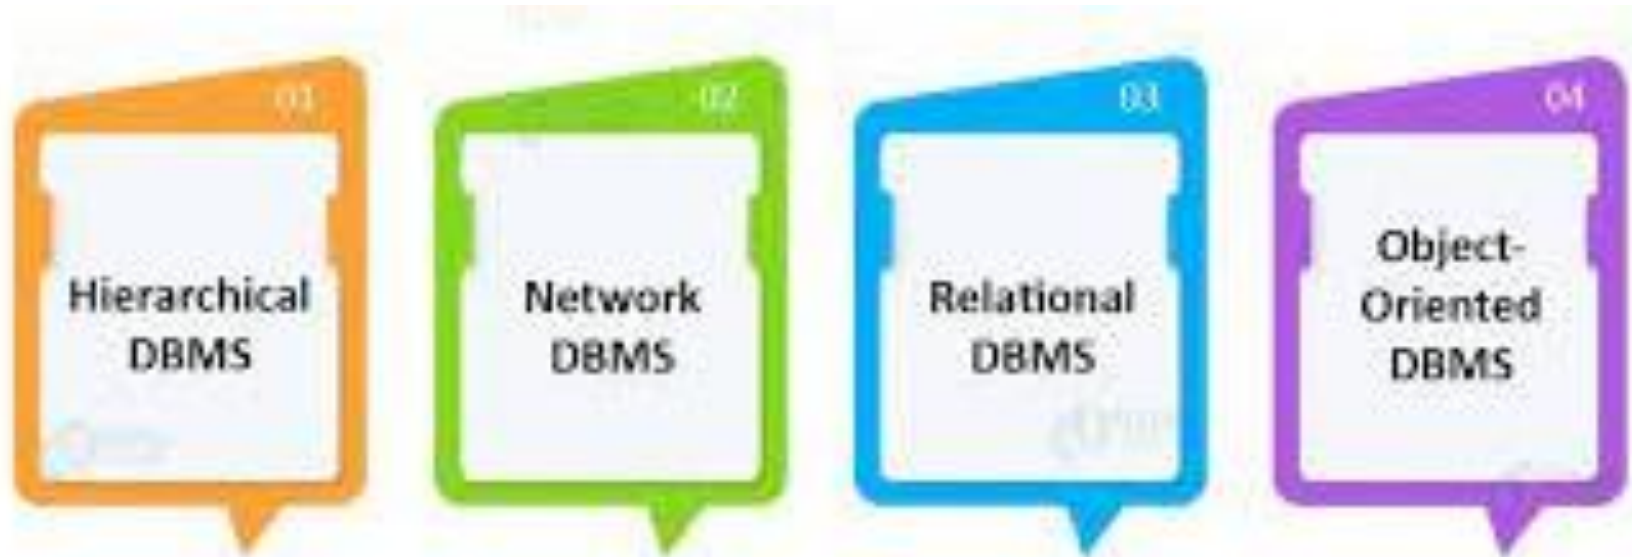 01
Hierarchical
DBMS
02
Network
DBMS
03
Relational
DBMS
04
Object-
Oriented
DBMS